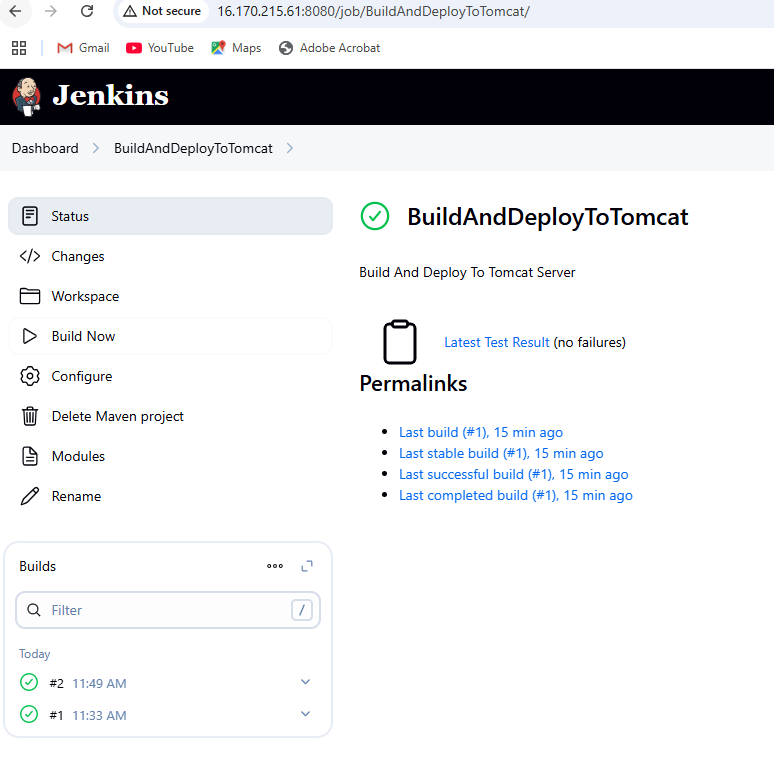 Not secure 16.170.215.61:8080/job/BuildAndDeployToTomcat/
Gmail YouTube Maps Adobe Acrobat
Jenkins
Dashboard BuildAndDeployToTomcat
Status
Changes
Workspace
Build Now
Configure
Delete Maven project
Modules
Rename
BuildAndDeployToTomcat
Build And Deploy To Tomcat Server
Latest Test Result (no failures)
Permalinks
Last build (#1), 15 min ago
Last stable build (#1), 15 min ago
Last successful build (#1), 15 min ago
Last completed build (#1), 15 min ago
Builds
Filter /
Today
#2 11:49 AM
#1 11:33 AM